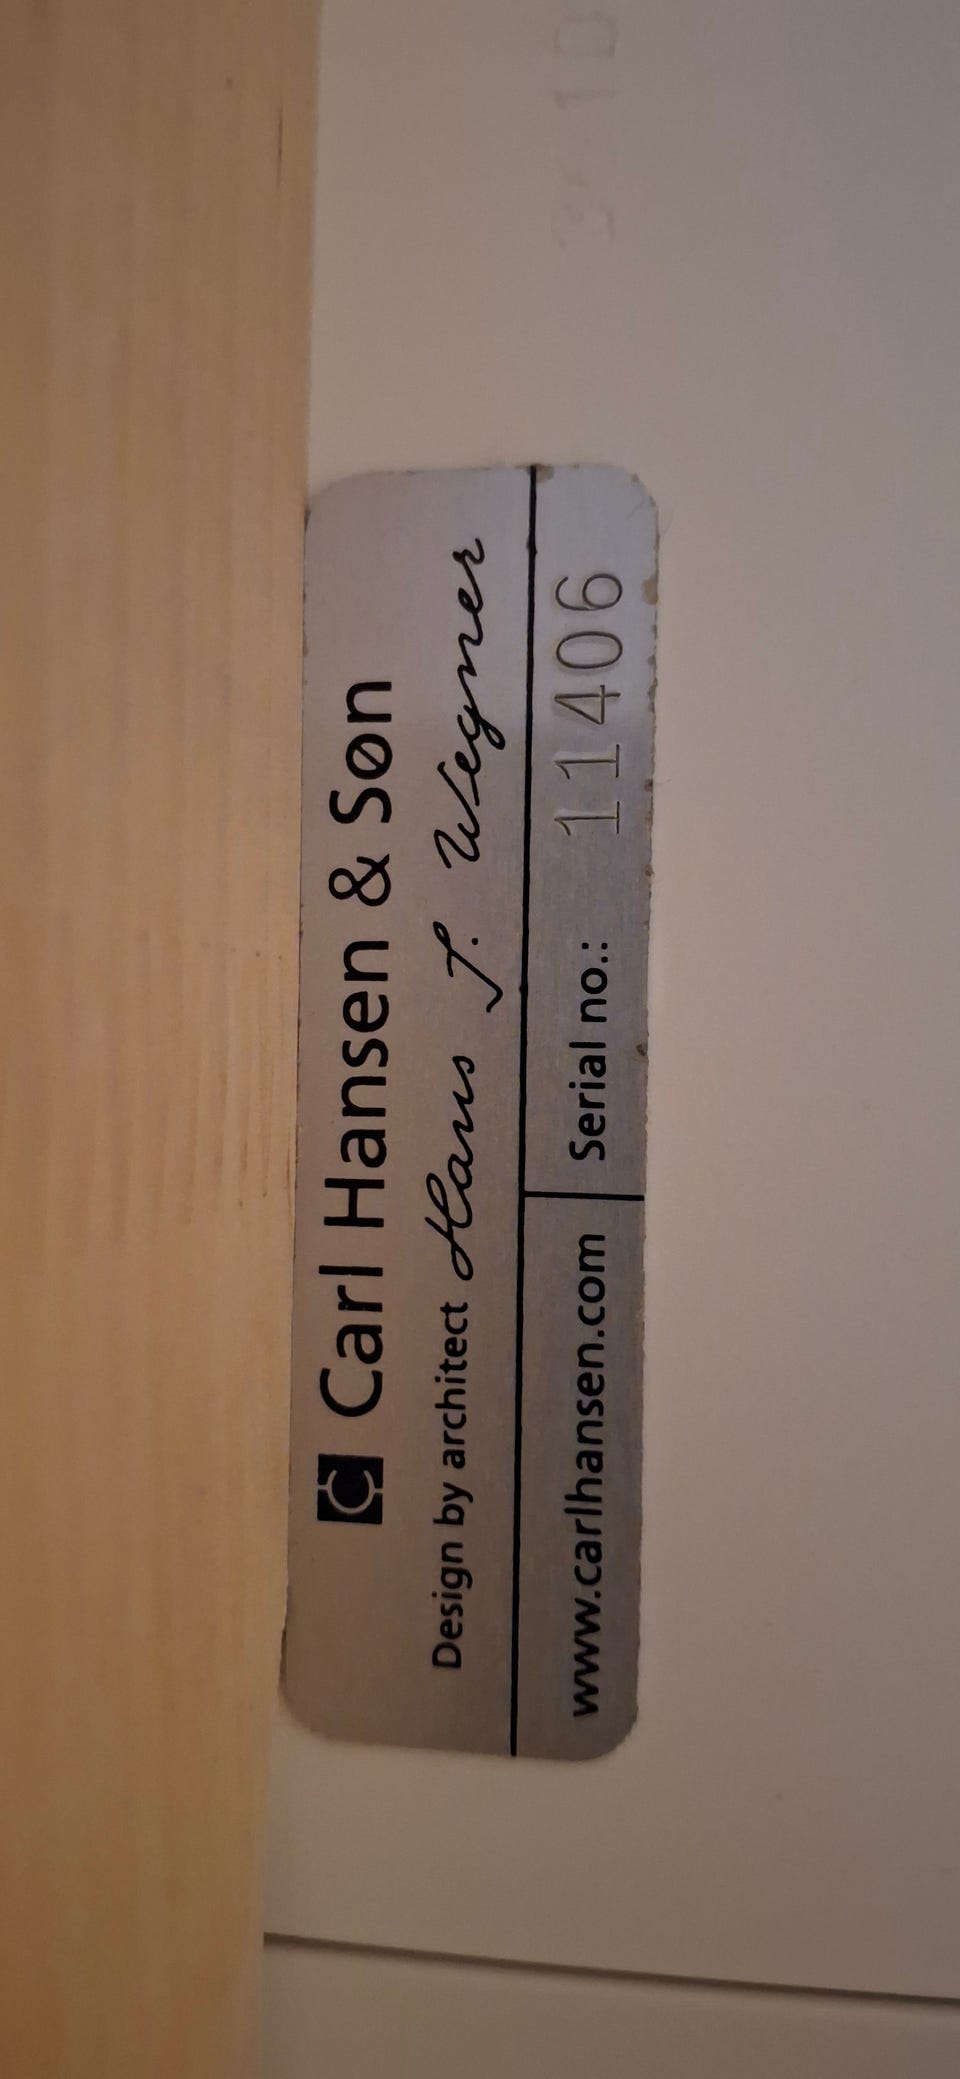 Carl Hansen & Søn
Design by architect Hans J. Wegner
www.carlhansen.com Serial no.: 11406